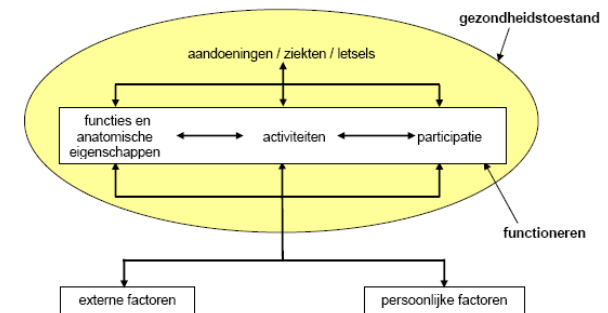 gezondheidstoestand
aandoeningen / ziekten / letsels
functies en
anatomische
eigenschappen
activiteiten
participatie
functioneren
externe factoren
persoonlijke factoren